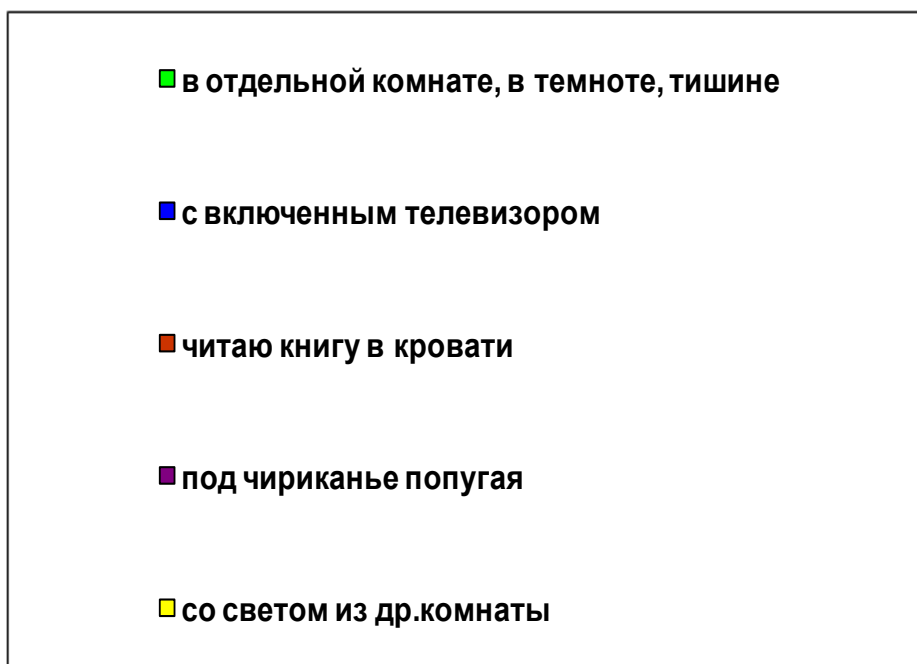 в отдельной комнате, в темноте, тишине
с включенным телевизором
читаю книгу в кровати
под чириканье попугая
со светом из др.комнаты